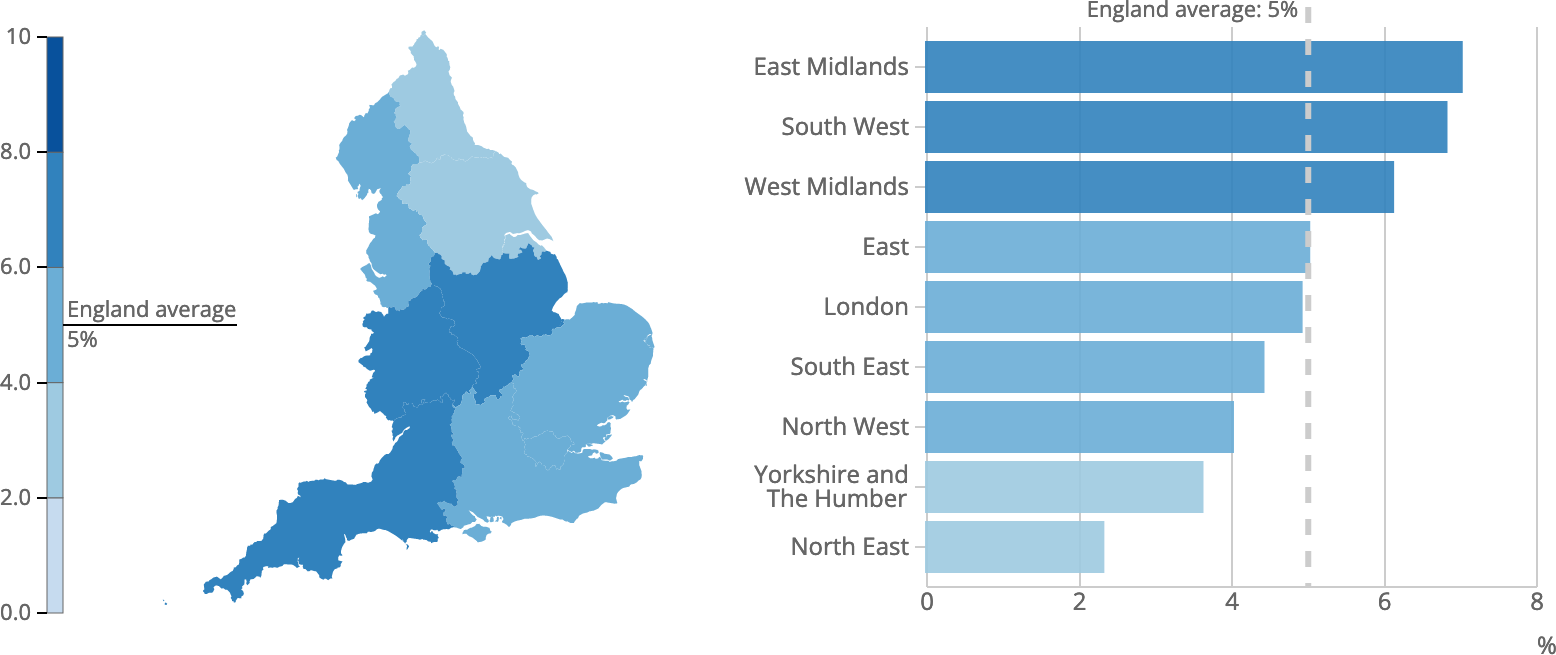 10
8.0
6.0
England average
5%
4.0
2.0
0.0
England average: 5%
East Midlands
South West
West Midlands
East
London
South East
North West
Yorkshire and
The Humber
North East
0 2 4 6 8
%